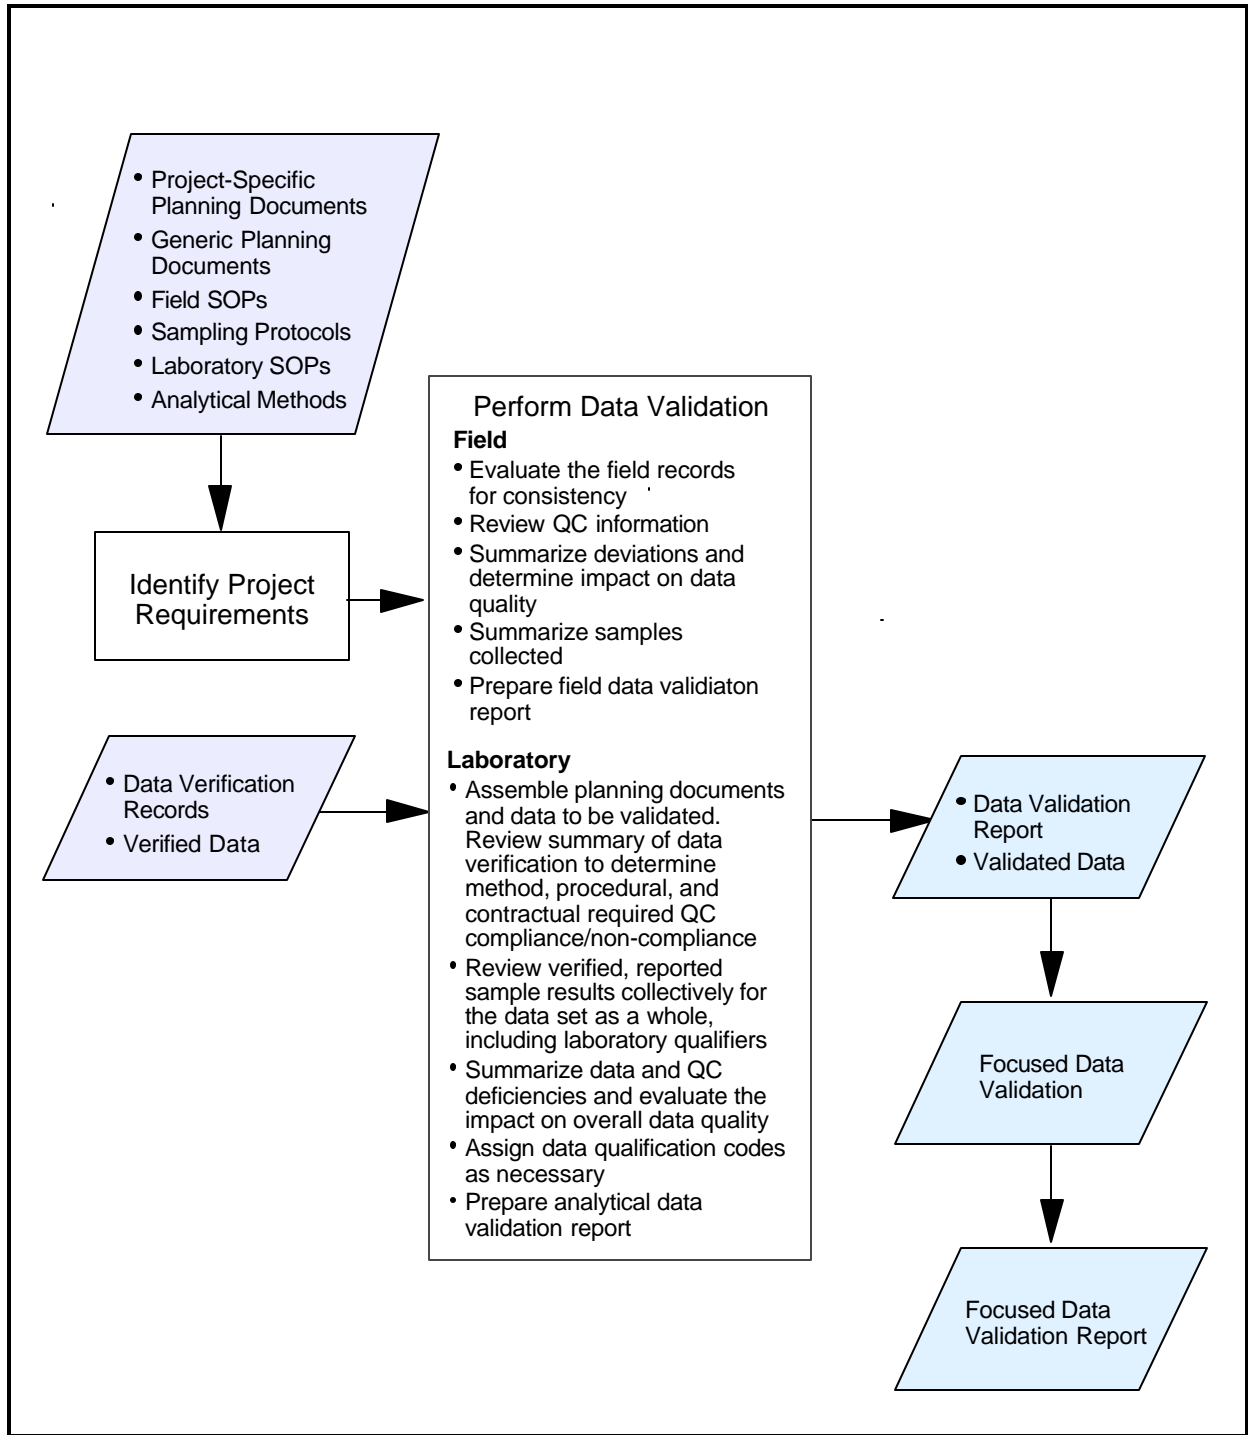 • Project-Specific
Planning Documents
• Generic Planning
Documents
• Field SOPs
• Sampling Protocols
• Laboratory SOPs
• Analytical Methods
Identify Project
Requirements
• Data Verification
Records
• Verified Data
Perform Data Validation
Field
• Evaluate the field records
for consistency
• Review QC information
• Summarize deviations and
determine impact on data
quality
• Summarize samples
collected
• Prepare field data validiaton
report
Laboratory
• Assemble planning documents
and data to be validated.
Review summary of data
verification to determine
method, procedural, and
contractual required QC
compliance/non-compliance
• Review verified, reported
sample results collectively for
the data set as a whole,
including laboratory qualifiers
• Summarize data and QC
deficiencies and evaluate the
impact on overall data quality
• Assign data qualification codes
as necessary
• Prepare analytical data
validation report
• Data Validation
Report
• Validated Data
Focused Data
Validation
Focused Data
Validation Report